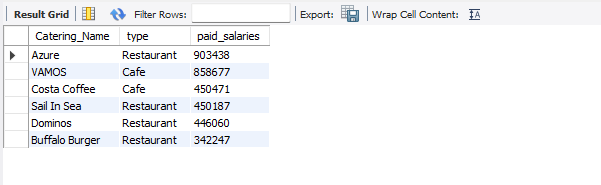 Result Grid Filter Rows: Export: Wrap Cell Content: IA
Catering_Name type paid_salaries
Azure Restaurant 903438
VAMOS Cafe 858677
Costa Coffee Cafe 450471
Sail In Sea Restaurant 450187
Dominos Restaurant 446060
Buffalo Burger Restaurant 342247